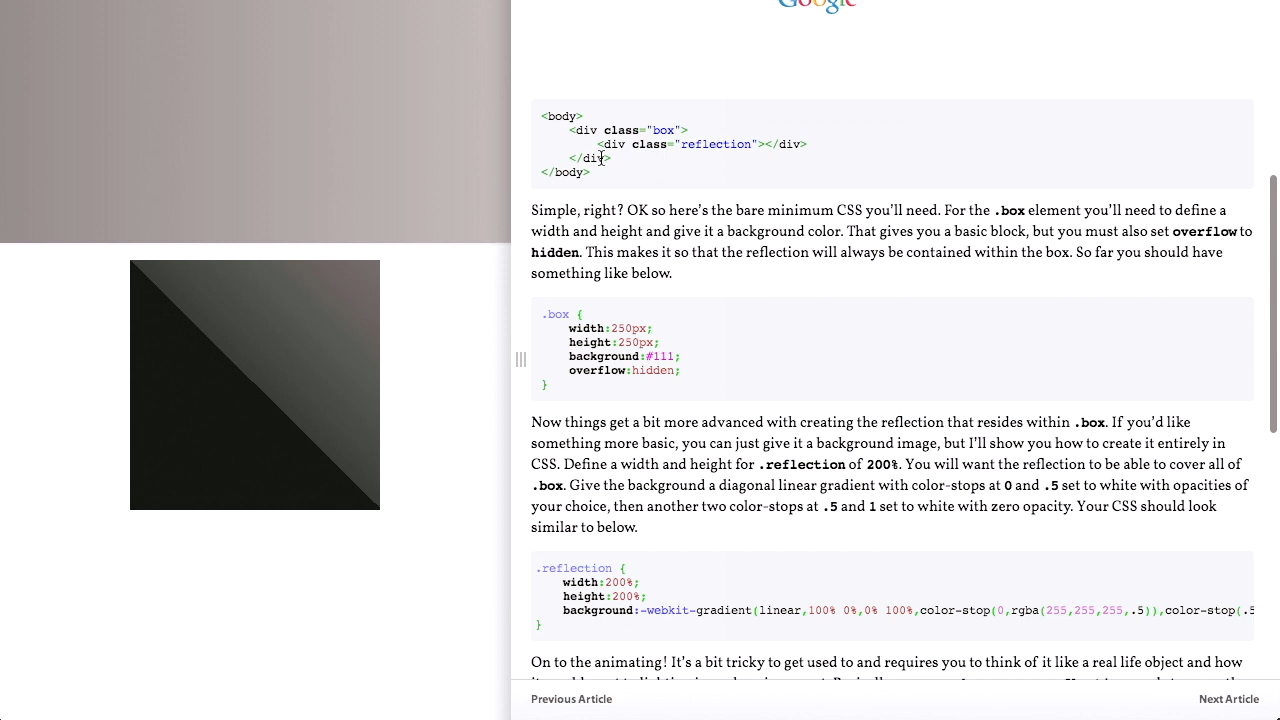 Google
<body>
<div class="box">
<div class="reflection"></div>
</div>
</body>
Simple, right? OK so here's the bare minimum CSS you'll need. For the .box element you'll need to define a
width and height and give it a background color. That gives you a basic block, but you must also set overflow to
hidden. This makes it so that the reflection will always be contained within the box. So far you should have
something like below.
.box {
width:250px;
height:250px;
background:#111;
overflow:hidden;
}
Now things get a bit more advanced with creating the reflection that resides within .box. If you'd like
something more basic, you can just give it a background image, but I'll show you how to create it entirely in
CSS. Define a width and height for .reflection of 200%. You will want the reflection to be able to cover all of
.box. Give the background a diagonal linear gradient with color-stops at 0 and .5 set to white with opacities of
your choice, then another two color-stops at .5 and 1 set to white with zero opacity. Your CSS should look
similar to below.
.reflection {
width:200%;
height:200%;
background:-webkit-gradient(linear,100% 0%,0% 100%,color-stop(0,rgba(255,255,255,.5)),color-stop(.5
}
On to the animating! It's a bit tricky to get used to and requires you to think of it like a real life object and how
Previous Article
Next Article